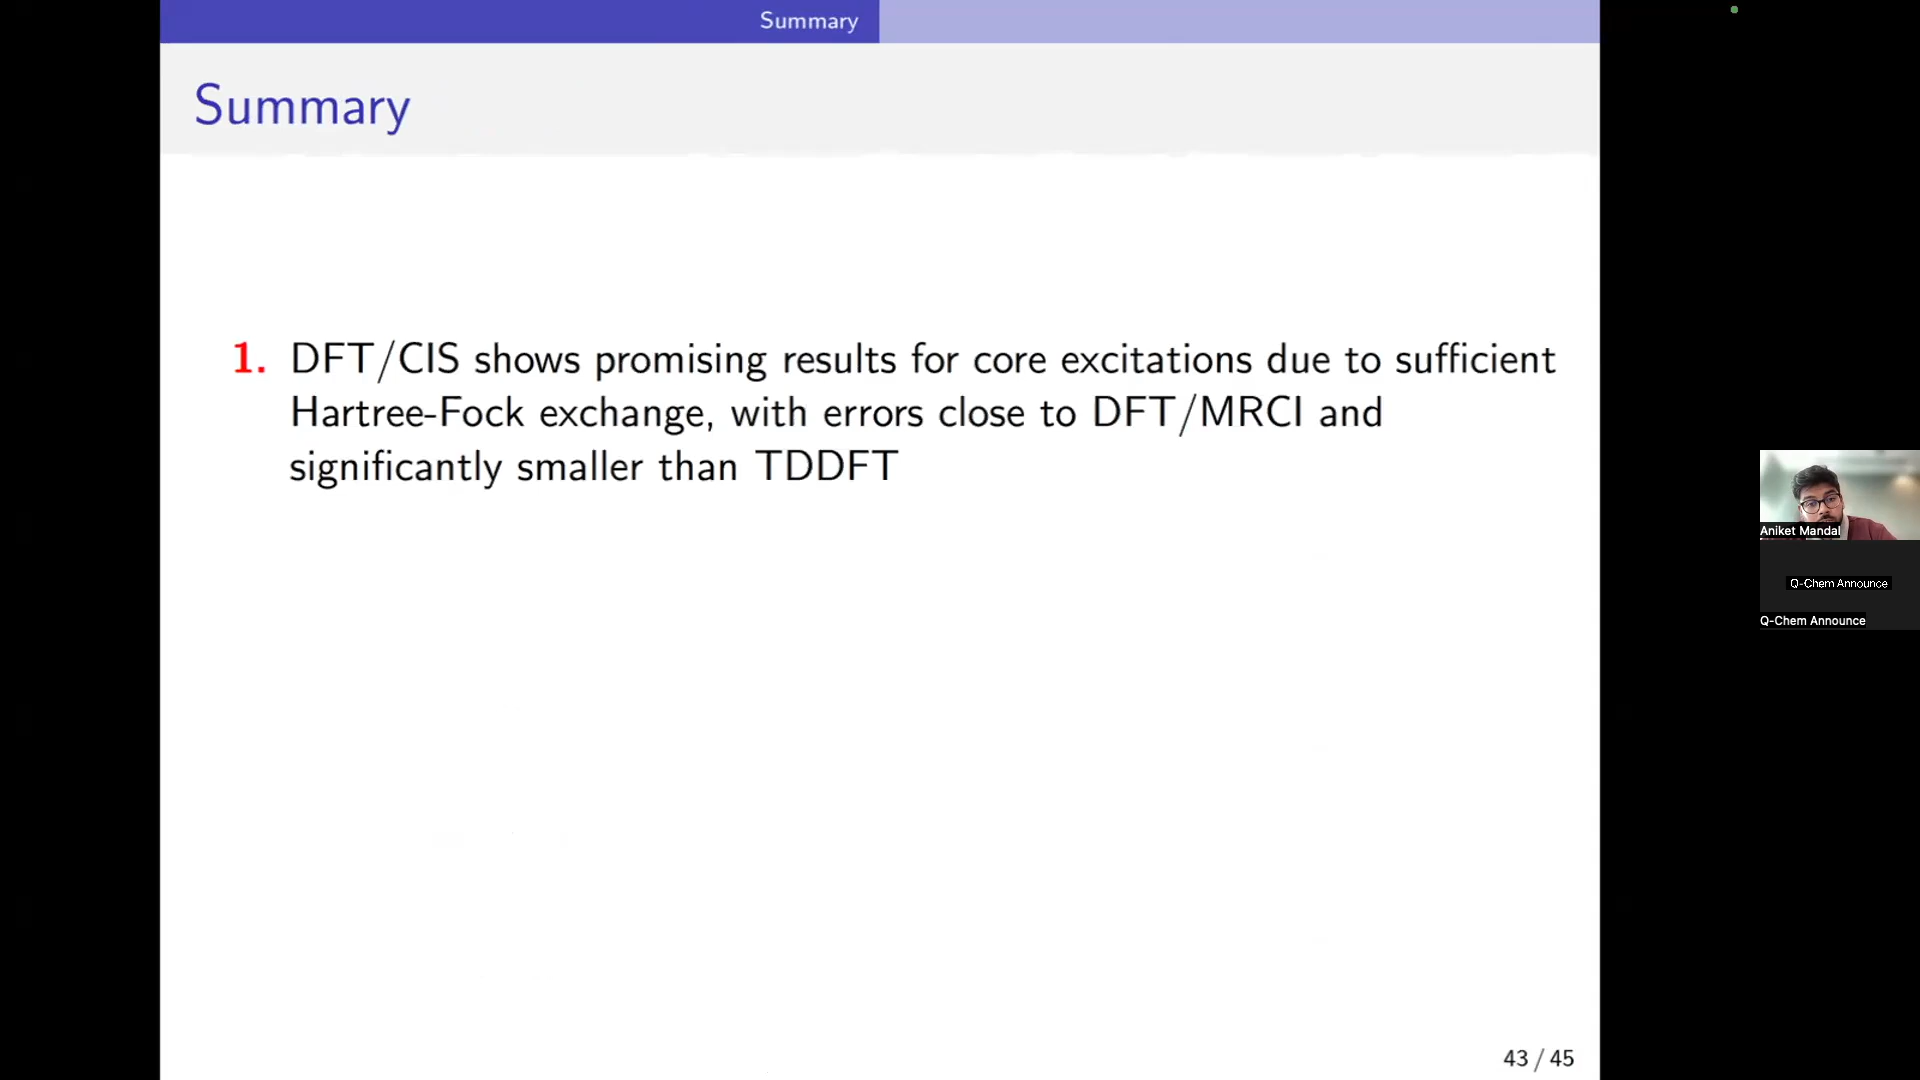 Summary
Summary
1. DFT/CIS shows promising results for core excitations due to sufficient
Hartree-Fock exchange, with errors close to DFT/MRCI and
significantly smaller than TDDFT
Aniket Mandal
Q-Chem Announce
Q-Chem Announce
43 / 45